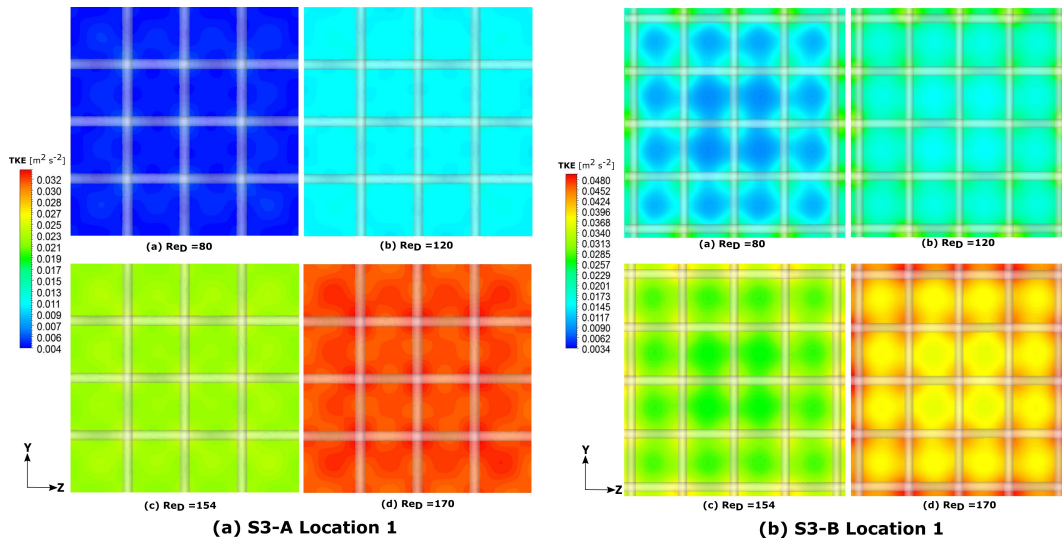 TKE [m² s⁻²]
0.032
0.030
0.027
0.025
0.023
0.021
0.019
0.017
0.015
0.013
0.011
0.009
0.007
0.006
0.004
(a) ReD =80
(b) ReD =120
(c) ReD =154
(d) ReD =170
Y
Z
(a) S3-A Location 1
TKE [m² s⁻²]
0.0480
0.0452
0.0424
0.0396
0.0368
0.0340
0.0313
0.0285
0.0257
0.0229
0.0201
0.0173
0.0145
0.0117
0.0090
0.0062
0.0034
(a) ReD =80
(b) ReD =120
(c) ReD =154
(d) ReD =170
Y
Z
(b) S3-B Location 1